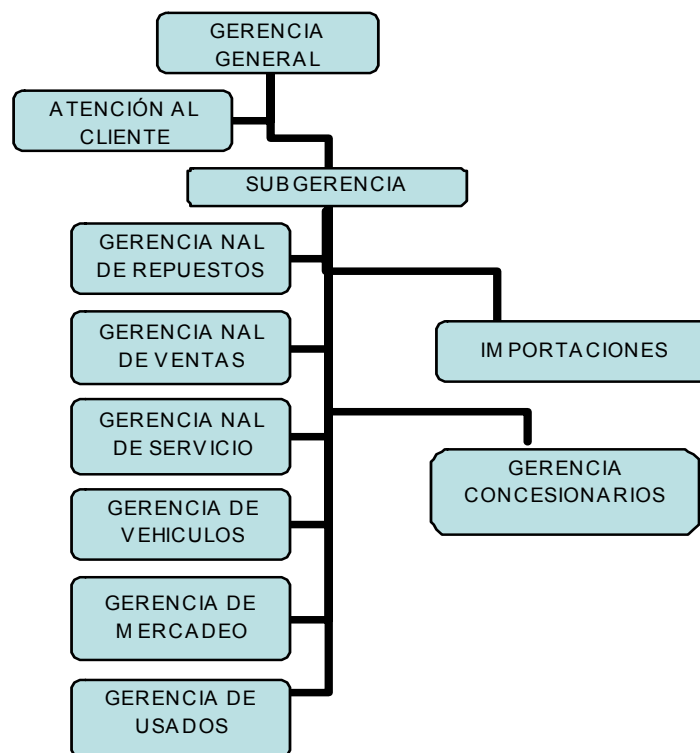 GERENCIA
GENERAL
ATENCIÓN AL
CLIENTE
SUBGERENCIA
GERENCIA NAL
DE REPUESTOS
GERENCIA NAL
DE VENTAS
IMPORTACIONES
GERENCIA NAL
DE SERVICIO
GERENCIA
CONCESIONARIOS
GERENCIA DE
VEHICULOS
GERENCIA DE
MERCADEO
GERENCIA DE
USADOS